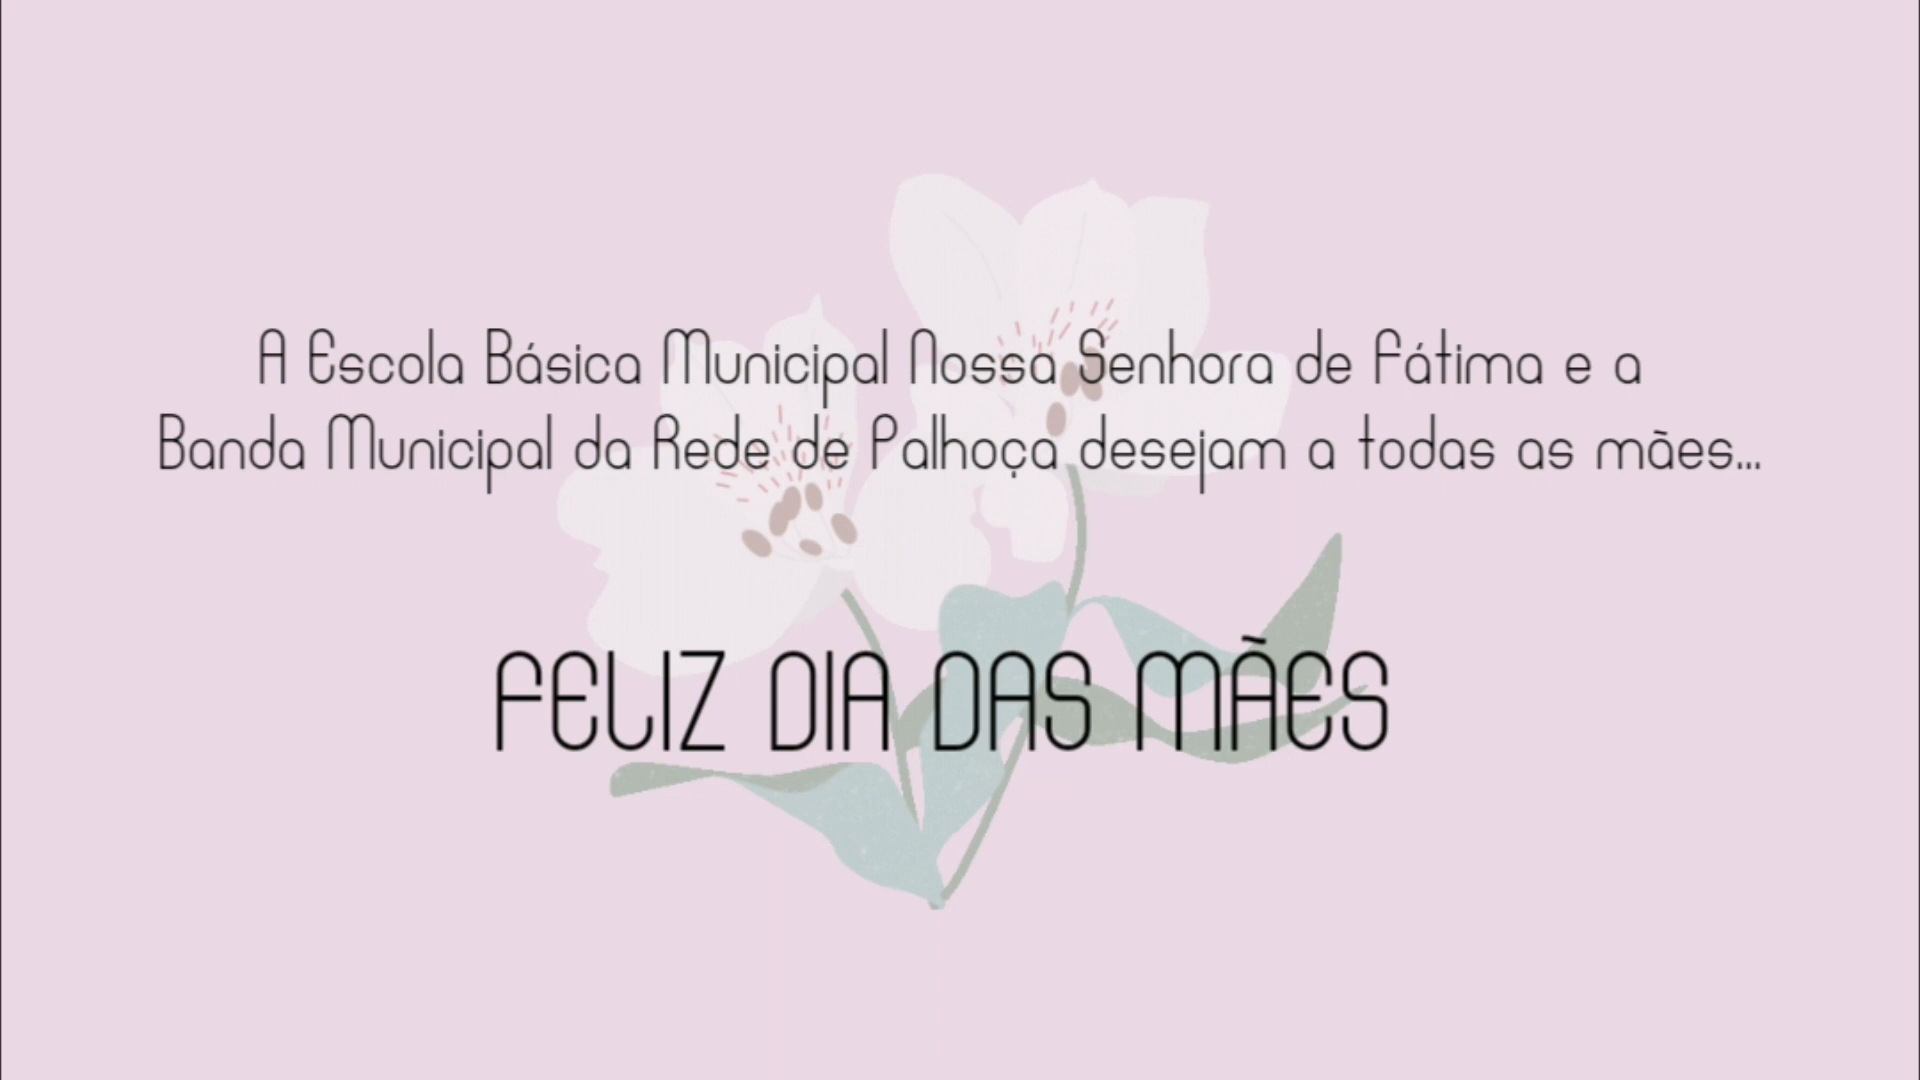 A Escola Básica Municipal Nossa Senhora de Fátima e a
Banda Municipal da Rede de Palhoça desejam a todas as mães...
FELIZ DIA DAS MÃES